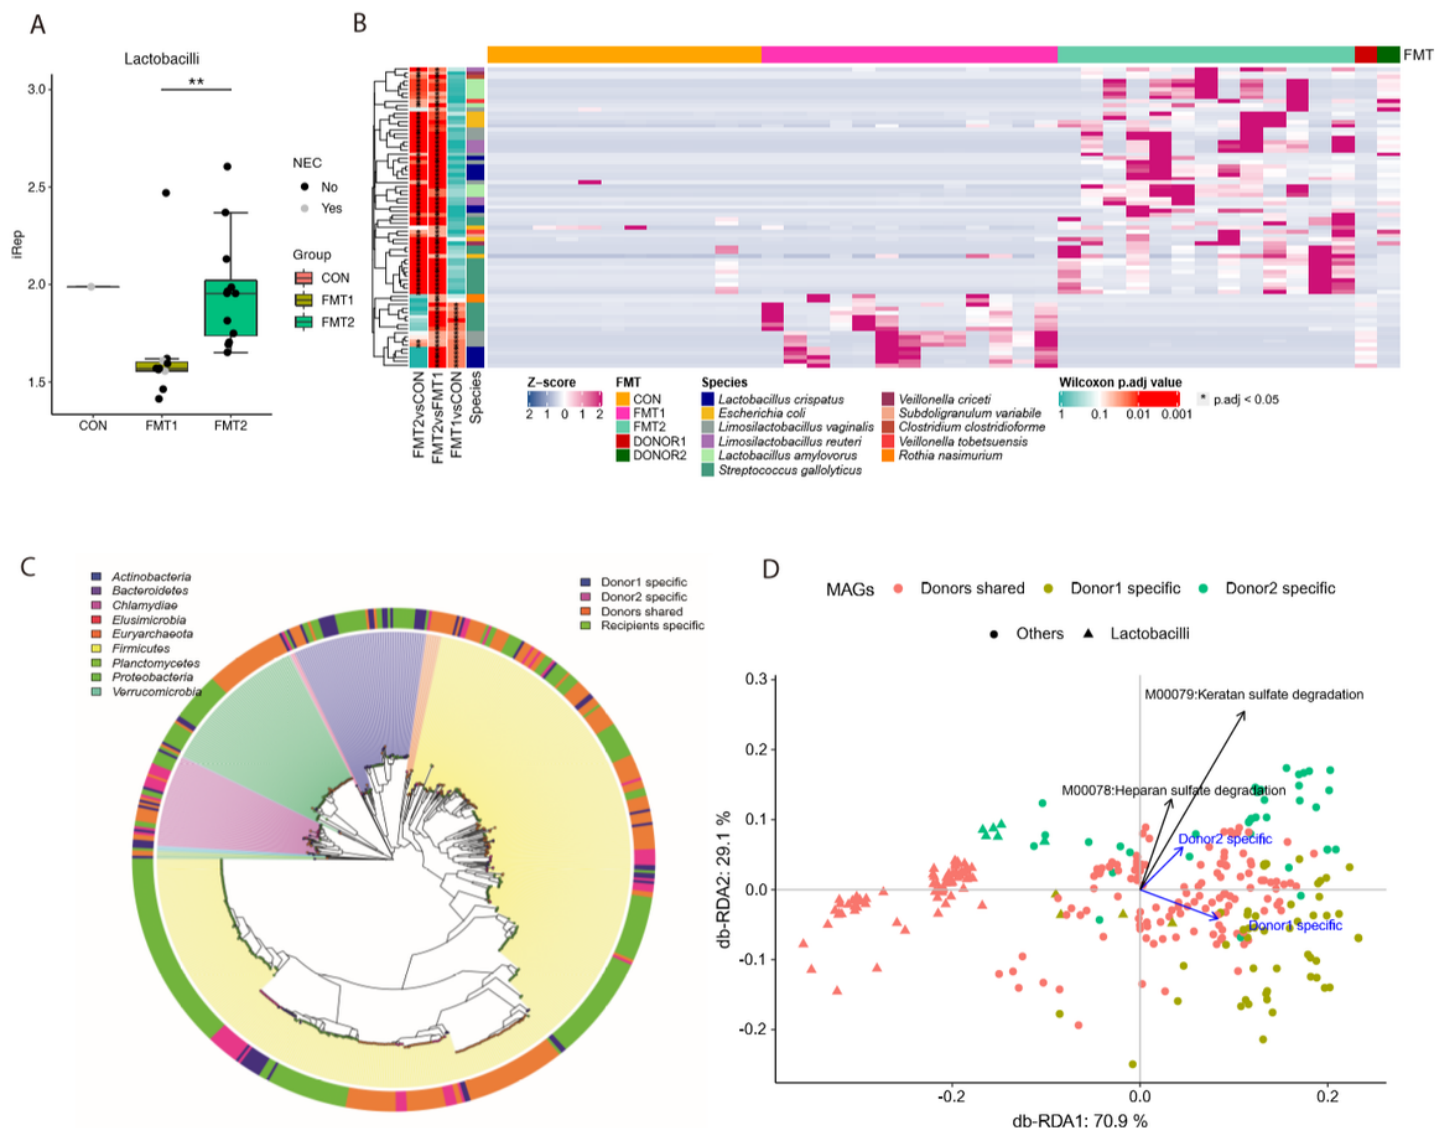 A
Lactobacilli
**
3.0
2.5
2.0
1.5
iRep
CON
FMT1
FMT2
NEC
No
Yes
Group
CON
FMT1
FMT2
B
FMT
FMT2vsCON
FMT2vsFMT1
FMT1vsCON
Species
Z-score
2 1 0 1 2
FMT
CON
FMT1
FMT2
DONOR1
DONOR2
Species
Lactobacillus crispatus
Escherichia coli
Limosilactobacillus vaginalis
Limosilactobacillus reuteri
Lactobacillus amylovorus
Streptococcus gallolyticus
Veillonella criceti
Subdoligranulum variabile
Clostridium clostridioforme
Veillonella tobetsuensis
Rothia nasimurium
Wilcoxon p.adj value
1 0.1 0.01 0.001
* p.adj < 0.05
C
Actinobacteria
Bacteroidetes
Chlamydiae
Elusimicrobia
Euryarchaeota
Firmicutes
Planctomycetes
Proteobacteria
Verrucomicrobia
Donor1 specific
Donor2 specific
Donors shared
Recipients specific
D
MAGs Donors shared Donor1 specific Donor2 specific
Others Lactobacilli
0.3
0.2
0.1
0.0
-0.1
-0.2
db-RDA2: 29.1 %
M00079:Keratan sulfate degradation
M00078:Heparan sulfate degradation
Donor2 specific
Donor1 specific
-0.2 0.0 0.2
db-RDA1: 70.9 %